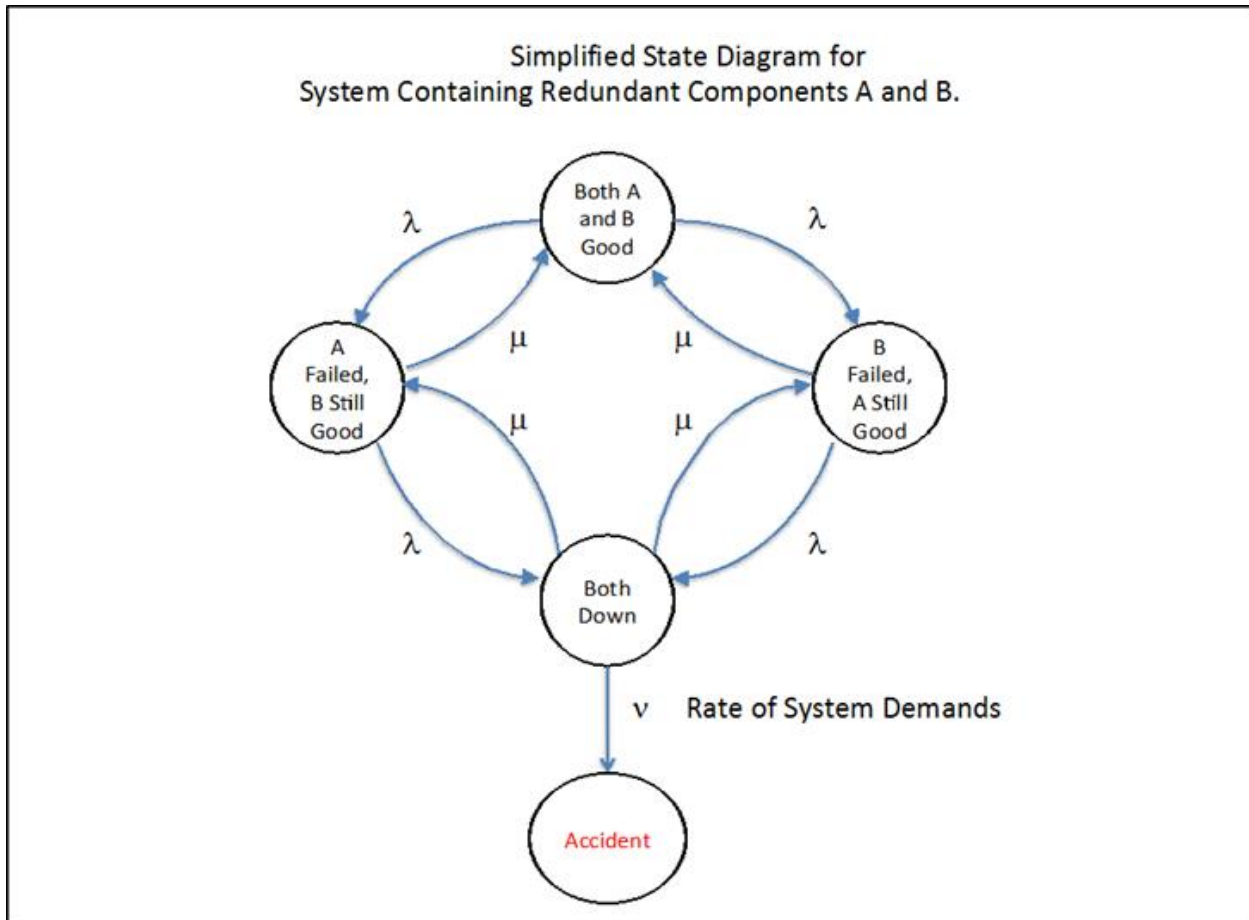 Simplified State Diagram for
System Containing Redundant Components A and B.
Both A
and B
Good
λ
λ
μ
μ
A
Failed,
B Still
Good
B
Failed,
A Still
Good
μ
μ
λ
λ
Both
Down
ν Rate of System Demands
Accident